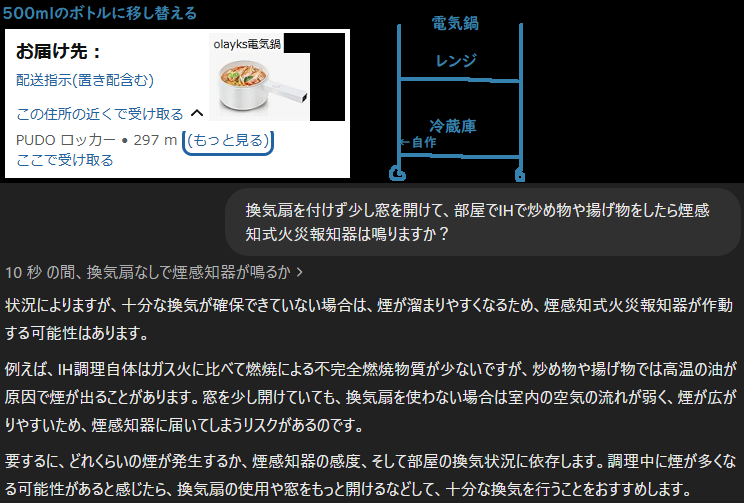 500mlのボトルに移し替える
お届け先：
配送指示(置き配含む)
この住所の近くで受け取る
PUDO ロッカー • 297 m (もっと見る)
ここで受け取る
olayks電気鍋
電気鍋
レンジ
冷蔵庫
←自作
換気扇を付けず少し窓を開けて、部屋でIHで炒め物や揚げ物をしたら煙感
知式火災報知器は鳴りますか？
10 秒 の間、換気扇なしで煙感知器が鳴るか >
状況によりますが、十分な換気が確保できていない場合は、煙が溜まりやすくなるため、煙感知式火災報知器が作動
する可能性はあります。
例えば、IH調理自体はガス火に比べて燃焼による不完全燃焼物質が少ないですが、炒め物や揚げ物では高温の油が
原因で煙が出ることがあります。窓を少し開けていても、換気扇を使わない場合は室内の空気の流れが弱く、煙が広が
りやすいため、煙感知器に届いてしまうリスクがあるのです。
要するに、どれくらいの煙が発生するか、煙感知器の感度、そして部屋の換気状況に依存します。調理中に煙が多くな
る可能性があると感じたら、換気扇の使用や窓をもっと開けるなどして、十分な換気を行うことをおすすめします。